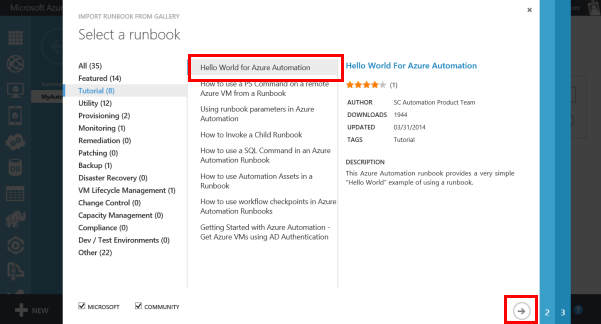 Microsoft Azu
IMPORT RUNBOOK FROM GALLERY
Select a runbook
All (35)
Featured (14)
Tutorial (8)
Utility (12)
Provisioning (2)
Monitoring (1)
Remediation (0)
Patching (0)
Backup (1)
Disaster Recovery (0)
VM Lifecycle Management (1)
Change Control (0)
Capacity Management (0)
Compliance (0)
Dev / Test Environments (0)
Other (22)
Hello World for Azure Automation
How to use a PS Command on a remote
Azure VM from a Runbook
Using runbook parameters in Azure
Automation
How to Invoke a Child Runbook
How to use a SQL Command in an Azure
Automation Runbook
How to use Automation Assets in a
Runbook
How to use workflow checkpoints in Azure
Automation Runbooks
Getting Started with Azure Automation -
Get Azure VMs using AD Authentication
Hello World For Azure Automation
(1)
AUTHOR SC Automation Product Team
DOWNLOADS 1944
UPDATED 03/31/2014
TAGS Tutorial
DESCRIPTION
This Azure Automation runbook provides a very simple
"Hello World" example of using a runbook.
MICROSOFT COMMUNITY
NEW
2 3